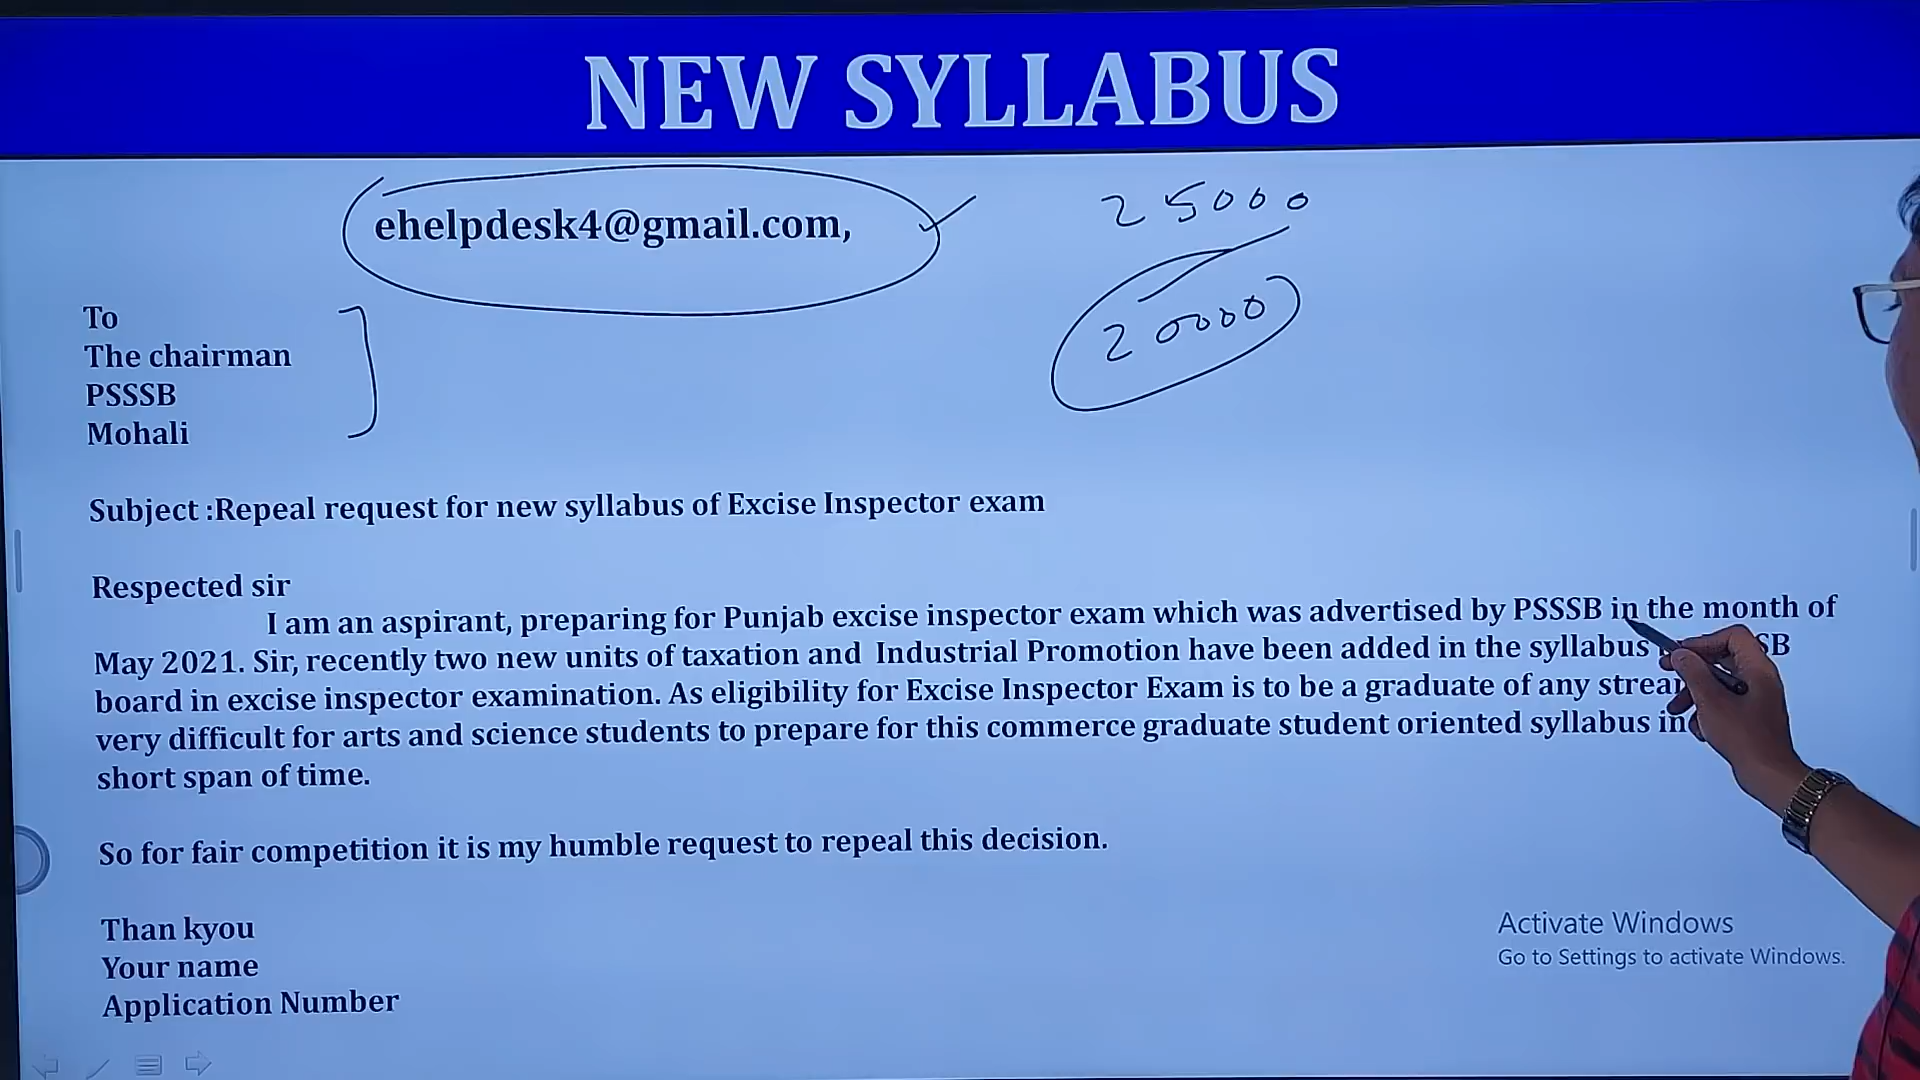 NEW SYLLABUS
ehelpdesk4@gmail.com,
25000
20000
To
The chairman
PSSSB
Mohali
Subject :Repeal request for new syllabus of Excise Inspector exam
Respected sir
I am an aspirant, preparing for Punjab excise inspector exam which was advertised by PSSSB in the month of
May 2021. Sir, recently two new units of taxation and Industrial Promotion have been added in the syllabus
board in excise inspector examination. As eligibility for Excise Inspector Exam is to be a graduate of any
very difficult for arts and science students to prepare for this commerce graduate student oriented syllabus in
short span of time.
So for fair competition it is my humble request to repeal this decision.
Than kyou
Your name
Application Number
Activate Windows
Go to Settings to activate Windows.